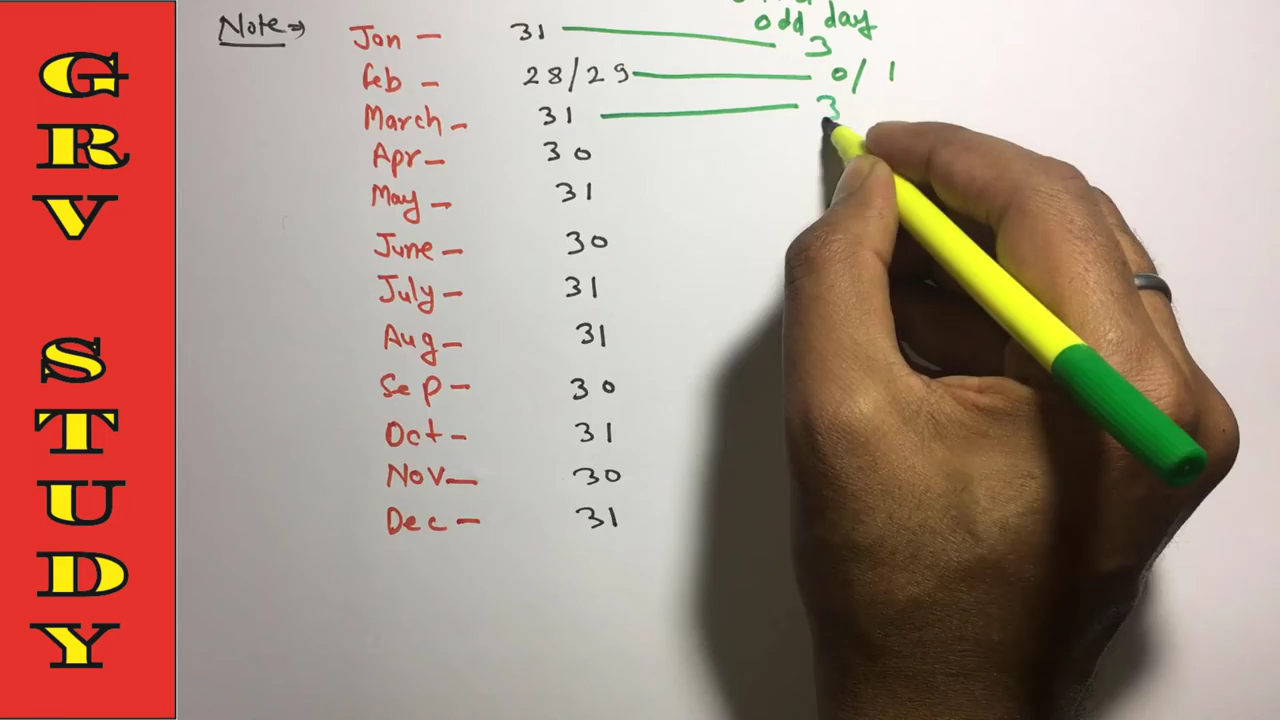 GRV STUDY
odd day
Note⇒ Jan - 31 3
Feb - 28/29 0/1
March - 31 3
Apr - 30
May - 31
June - 30
July - 31
Aug - 31
Sep - 30
Oct - 31
Nov - 30
Dec - 31